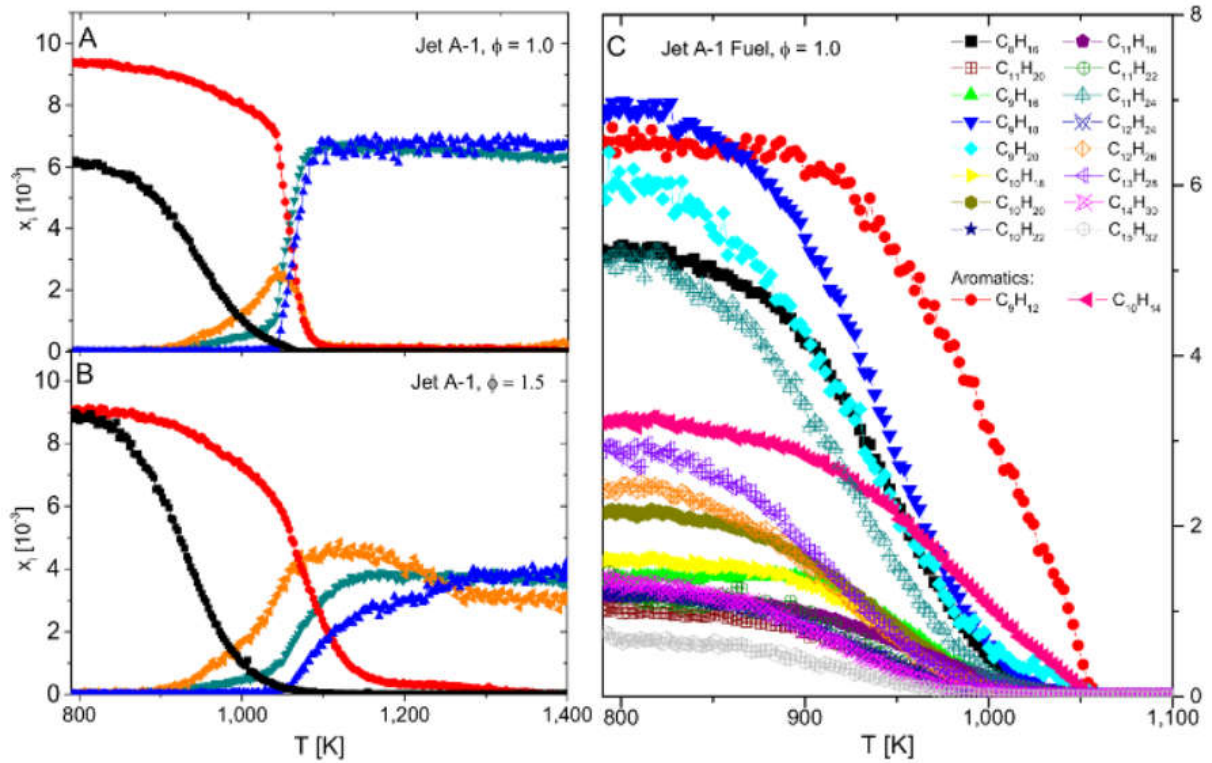 A
Jet A-1, ϕ = 1.0
10
8
6
4
2
0
x_i [10^-3]
B
Jet A-1, ϕ = 1.5
10
8
6
4
2
0
x_i [10^-3]
800
1,000
1,200
1,400
T [K]
C
Jet A-1 Fuel, ϕ = 1.0
C₈H₁₆
C₁₁H₁₆
C₁₁H₂₀
C₁₁H₂₂
C₉H₁₆
C₁₁H₂₄
C₉H₁₈
C₁₂H₂₄
C₉H₂₀
C₁₂H₂₆
C₁₀H₁₈
C₁₃H₂₈
C₁₀H₂₀
C₁₄H₃₀
C₁₀H₂₂
C₁₅H₃₂
Aromatics:
C₉H₁₂
C₁₀H₁₄
8
6
4
2
0
800
900
1,000
1,100
T [K]